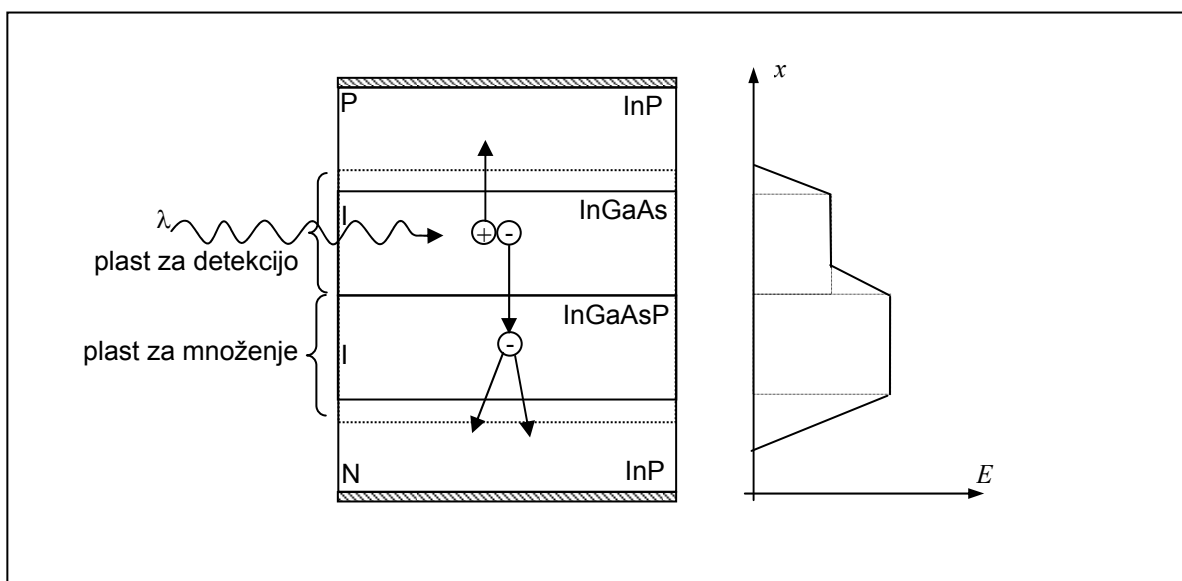 x
P
InP
I
InGaAs
λ
+ -
plast za detekcijo
InGaAsP
-
plast za množenje
I
N
InP
E